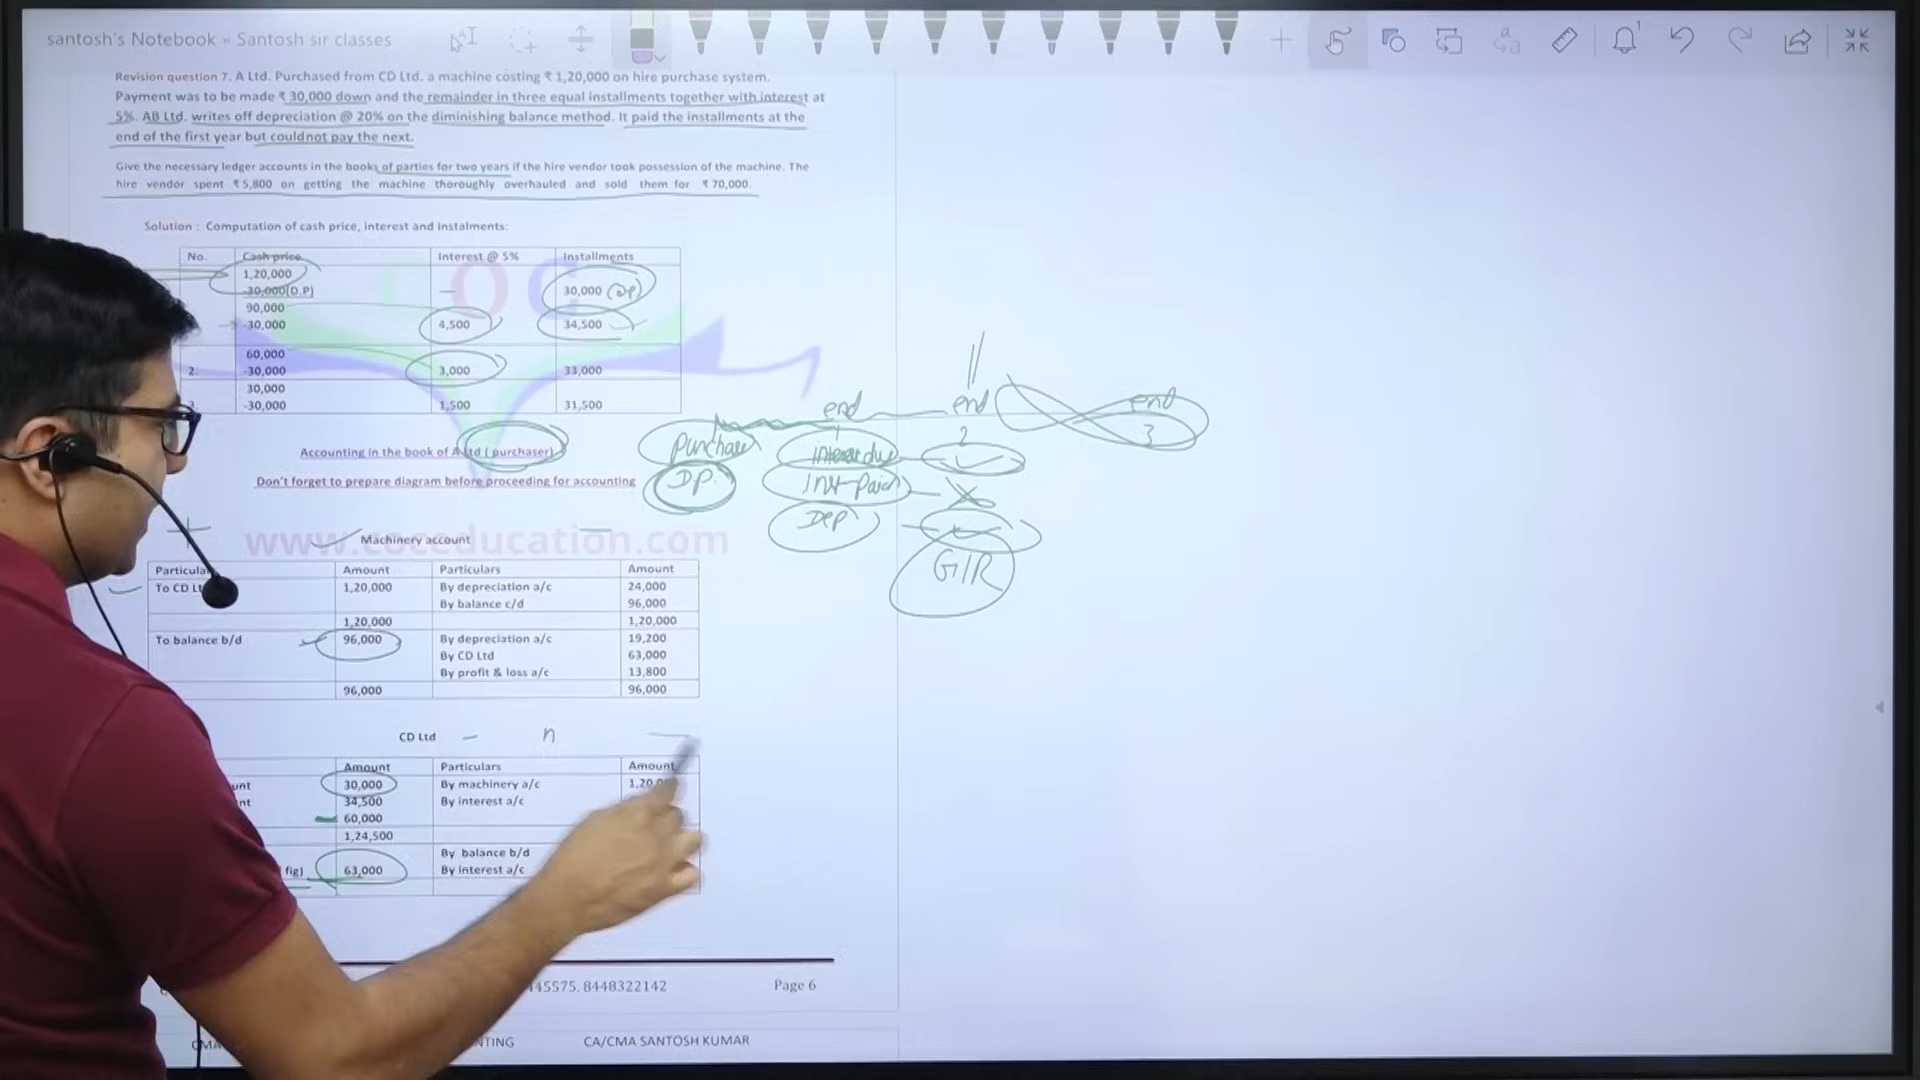 santosh's Notebook » Santosh sir classes
Revision question 7. A Ltd. Purchased from CD Ltd. a machine costing ₹ 1,20,000 on hire purchase system.
Payment was to be made ₹ 30,000 down and the remainder in three equal installments together with interest at
5%. AB Ltd. writes off depreciation @ 20% on the diminishing balance method. It paid the installments at the
end of the first year but couldnot pay the next.
Give the necessary ledger accounts in the books of parties for two years if the hire vendor took possession of the machine. The
hire vendor spent ₹ 5,800 on getting the machine thoroughly overhauled and sold them for ₹ 70,000.
Solution : Computation of cash price, interest and instalments:
No. Cash price Interest @ 5% Installments
1,20,000
-30,000(D.P) — 30,000 (DP)
90,000
-30,000 4,500 34,500
60,000
2. -30,000 3,000 33,000
30,000
-30,000 1,500 31,500
end end end
2 3
Purchase interest due
DP. Inst Paid
Dep
G/R
Accounting in the book of A Ltd ( purchaser)
Don't forget to prepare diagram before proceeding for accounting
www.coceducation.com
Machinery account
Amount Particulars Amount
To CD 1,20,000 By depreciation a/c 24,000
By balance c/d 96,000
1,20,000 1,20,000
To balance b/d 96,000 By depreciation a/c 19,200
By CD Ltd 63,000
By profit & loss a/c 13,800
96,000 96,000
CD Ltd n
Amount Particulars Amount
30,000 By machinery a/c
34,500 By interest a/c
60,000
1,24,500
By balance b/d
fig) 63,000 By interest a/c
45575. 8448322142 Page 6
CA/CMA SANTOSH KUMAR